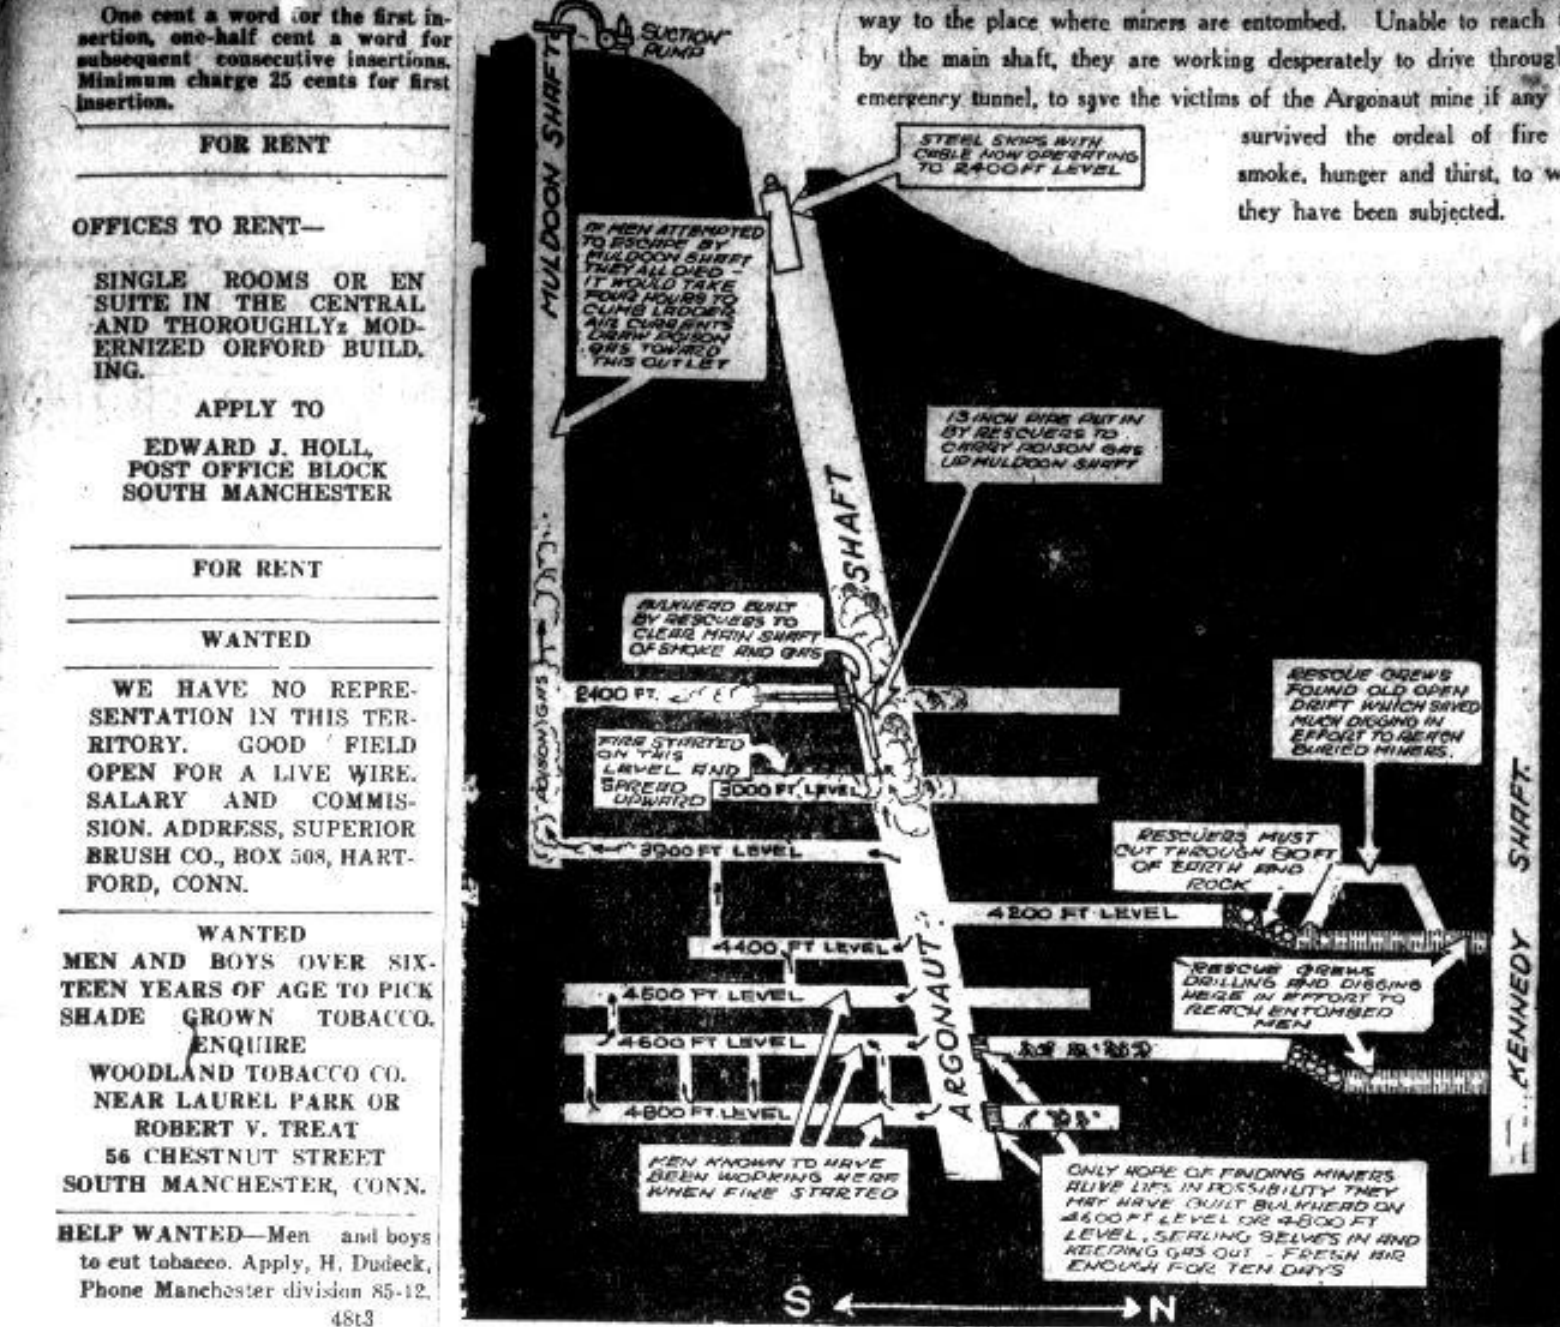 One cent a word for the first in-
sertion, one-half cent a word for
subsequent consecutive insertions.
Minimum charge 25 cents for first
insertion.
FOR RENT
OFFICES TO RENT—
SINGLE ROOMS OR EN
SUITE IN THE CENTRAL
AND THOROUGHLYz MOD-
ERNIZED ORFORD BUILD.
ING.
APPLY TO
EDWARD J. HOLL,
POST OFFICE BLOCK
SOUTH MANCHESTER
FOR RENT
WANTED
WE HAVE NO REPRE-
SENTATION IN THIS TER-
RITORY. GOOD FIELD
OPEN FOR A LIVE WIRE.
SALARY AND COMMIS-
SION. ADDRESS, SUPERIOR
BRUSH CO., BOX 508, HART-
FORD, CONN.
WANTED
MEN AND BOYS OVER SIX-
TEEN YEARS OF AGE TO PICK
SHADE GROWN TOBACCO.
ENQUIRE
WOODLAND TOBACCO CO.
NEAR LAUREL PARK OR
ROBERT V. TREAT
56 CHESTNUT STREET
SOUTH MANCHESTER, CONN.
HELP WANTED—Men and boys
to cut tobacco. Apply, H. Dudeck,
Phone Manchester division 85-12.
48t3
way to the place where miners are entombed. Unable to reach
by the main shaft, they are working desperately to drive through
emergency tunnel, to save the victims of the Argonaut mine if any
survived the ordeal of fire
smoke, hunger and thirst, to w
they have been subjected.
SUCTION
PUMP
MULDOON SHAFT
STEEL SKIPS WITH
CABLE NOW OPERATING
TO 2400 FT LEVEL
IF MEN ATTEMPTED
TO ESCAPE BY
MULDOON SHAFT
THEY ALL DIED -
IT WOULD TAKE
FOUR HOURS TO
CLIMB LADDER
AIR CURRENTS
DRAW POISON
GAS TOWARD
THIS OUTLET
13 INCH PIPE PUT IN
BY RESCUERS TO
CARRY POISON GAS
UP MULDOON SHAFT
SHAFT
BULKHEAD BUILT
BY RESCUERS TO
CLEAR MAIN SHAFT
OF SMOKE AND GAS
2400 FT.
POISON GAS
FIRE STARTED
ON THIS
LEVEL AND
SPREAD
UPWARD
3000 FT. LEVEL
RESCUE CREWS
FOUND OLD OPEN
DRIFT WHICH SAVED
MUCH DIGGING IN
EFFORT TO REACH
BURIED MINERS.
3900 FT LEVEL
RESCUERS MUST
CUT THROUGH 80 FT
OF EARTH AND
ROCK
4200 FT LEVEL
4400 FT LEVEL
RESCUE CREWS
DRILLING AND DIGGING
HERE IN EFFORT TO
REACH ENTOMBED
MEN
4500 FT LEVEL
4600 FT LEVEL
ARGONAUT
KENNEDY SHAFT.
4800 FT. LEVEL
MEN KNOWN TO HAVE
BEEN WORKING HERE
WHEN FIRE STARTED
ONLY HOPE OF FINDING MINERS
ALIVE LIES IN POSSIBILITY THEY
MAY HAVE BUILT BULKHEAD ON
4600 FT LEVEL OR 4800 FT
LEVEL, SEALING SELVES IN AND
KEEPING GAS OUT - FRESH AIR
ENOUGH FOR TEN DAYS
S N